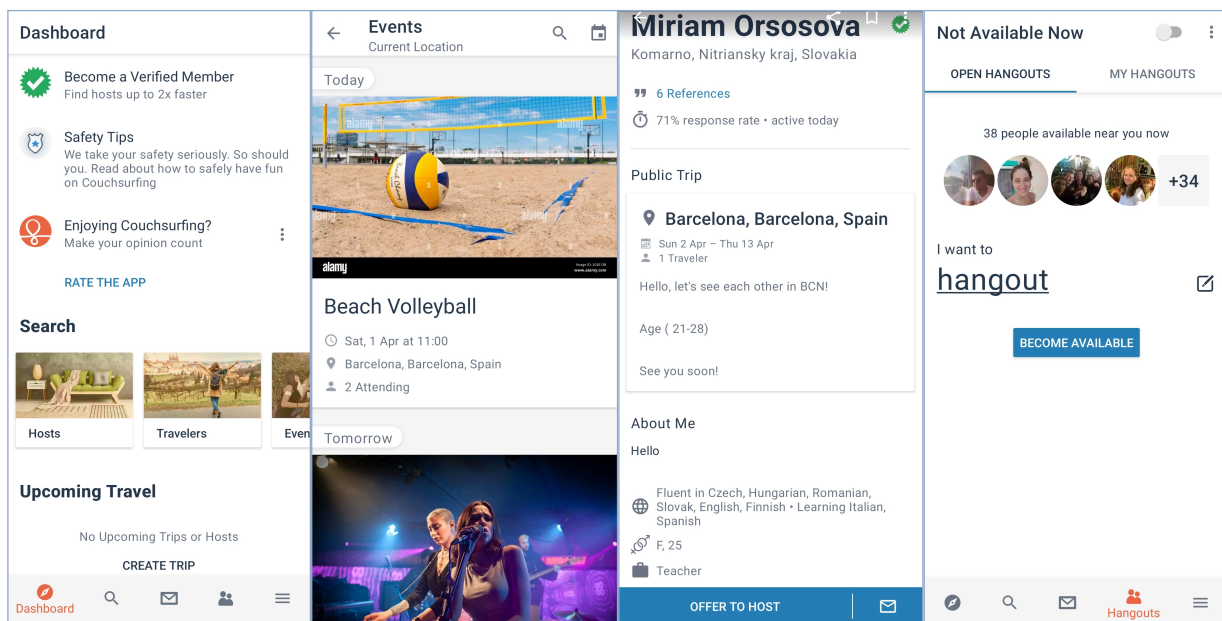 Dashboard
Become a Verified Member
Find hosts up to 2x faster
Safety Tips
We take your safety seriously. So should
you. Read about how to safely have fun
on Couchsurfing
Enjoying Couchsurfing?
Make your opinion count
RATE THE APP
Search
Hosts
Travelers
Even
Upcoming Travel
No Upcoming Trips or Hosts
CREATE TRIP
Dashboard
Events
Current Location
Today
alamy
alamy
alamy
alamy
a
a
a
alamy
www.alamy.com
Beach Volleyball
Sat, 1 Apr at 11:00
Barcelona, Barcelona, Spain
2 Attending
Tomorrow
Miriam Orsosova
Komarno, Nitriansky kraj, Slovakia
6 References
71% response rate • active today
Public Trip
Barcelona, Barcelona, Spain
Sun 2 Apr – Thu 13 Apr
1 Traveler
Hello, let's see each other in BCN!
Age ( 21-28)
See you soon!
About Me
Hello
Fluent in Czech, Hungarian, Romanian,
Slovak, English, Finnish • Learning Italian,
Spanish
F, 25
Teacher
OFFER TO HOST
Not Available Now
OPEN HANGOUTS
MY HANGOUTS
38 people available near you now
+34
I want to
hangout
BECOME AVAILABLE
Hangouts